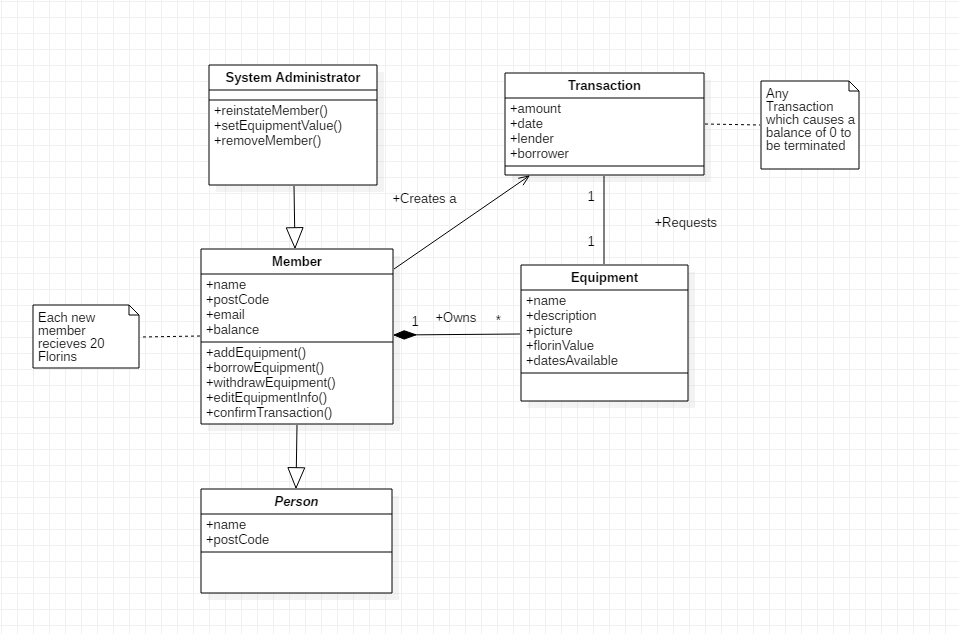 System Administrator
+reinstateMember()
+setEquipmentValue()
+removeMember()
Transaction
+amount
+date
+lender
+borrower
Any
Transaction
which causes a
balance of 0 to
be terminated
+Creates a
1
+Requests
1
Member
+name
+postCode
+email
+balance
+addEquipment()
+borrowEquipment()
+withdrawEquipment()
+editEquipmentInfo()
+confirmTransaction()
Each new
member
recieves 20
Florins
1
+Owns
*
Equipment
+name
+description
+picture
+florinValue
+datesAvailable
Person
+name
+postCode